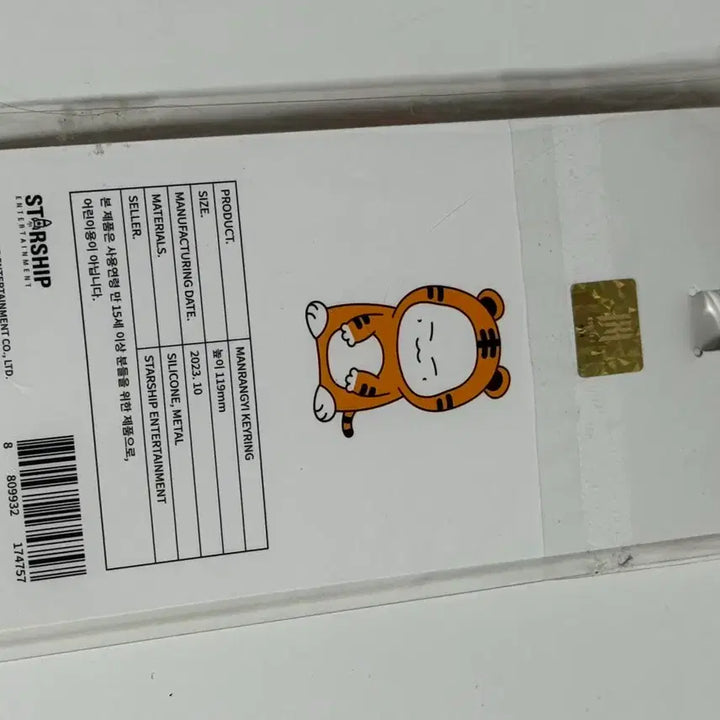 PRODUCT. MANRANGYI KEYRING
SIZE. 높이 119mm
MANUFACTURING DATE. 2023. 10
MATERIALS. SILICONE, METAL
SELLER. STARSHIP ENTERTAINMENT
본 제품은 사용연령 만 15세 이상 분들을 위한 제품으로,
어린이용이 아닙니다.
STARSHIP
ENTERTAINMENT
ENTERTAINMENT CO., LTD.
8 809932 174757